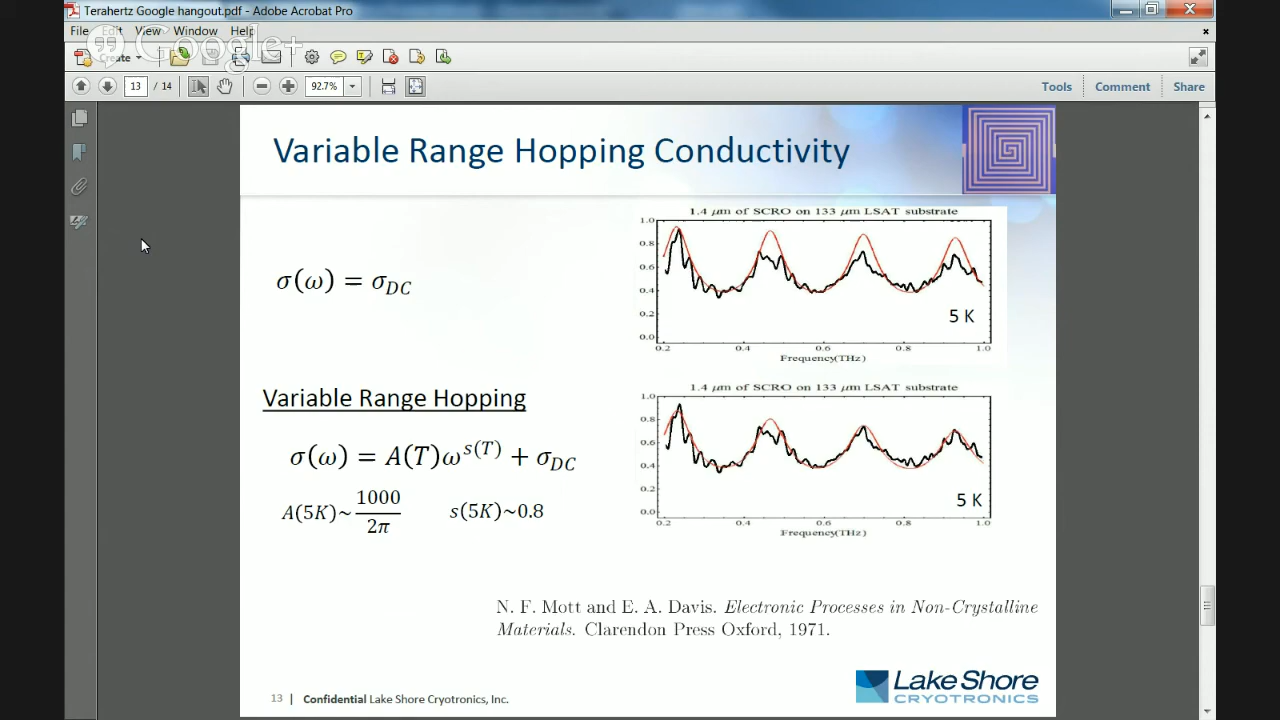 Terahertz Google hangout.pdf - Adobe Acrobat Pro
File Edit View Window Help
Google+
Create
13 / 14
92.7%
Tools Comment Share
Variable Range Hopping Conductivity
1.4 μm of SCRO on 133 μm LSAT substrate
1.0
0.8
0.6
0.4
0.2
0.0
5 K
0.2 0.4 0.6 0.8 1.0
Frequency(THz)
σ(ω) = σ_DC
Variable Range Hopping
σ(ω) = A(T)ω^s(T) + σ_DC
A(5K)~1000/2π s(5K)~0.8
1.4 μm of SCRO on 133 μm LSAT substrate
1.0
0.8
0.6
0.4
0.2
0.0
5 K
0.2 0.4 0.6 0.8 1.0
Frequency(THz)
N. F. Mott and E. A. Davis. Electronic Processes in Non-Crystalline
Materials. Clarendon Press Oxford, 1971.
13 | Confidential Lake Shore Cryotronics, Inc.
Lake Shore
CRYOTRONICS